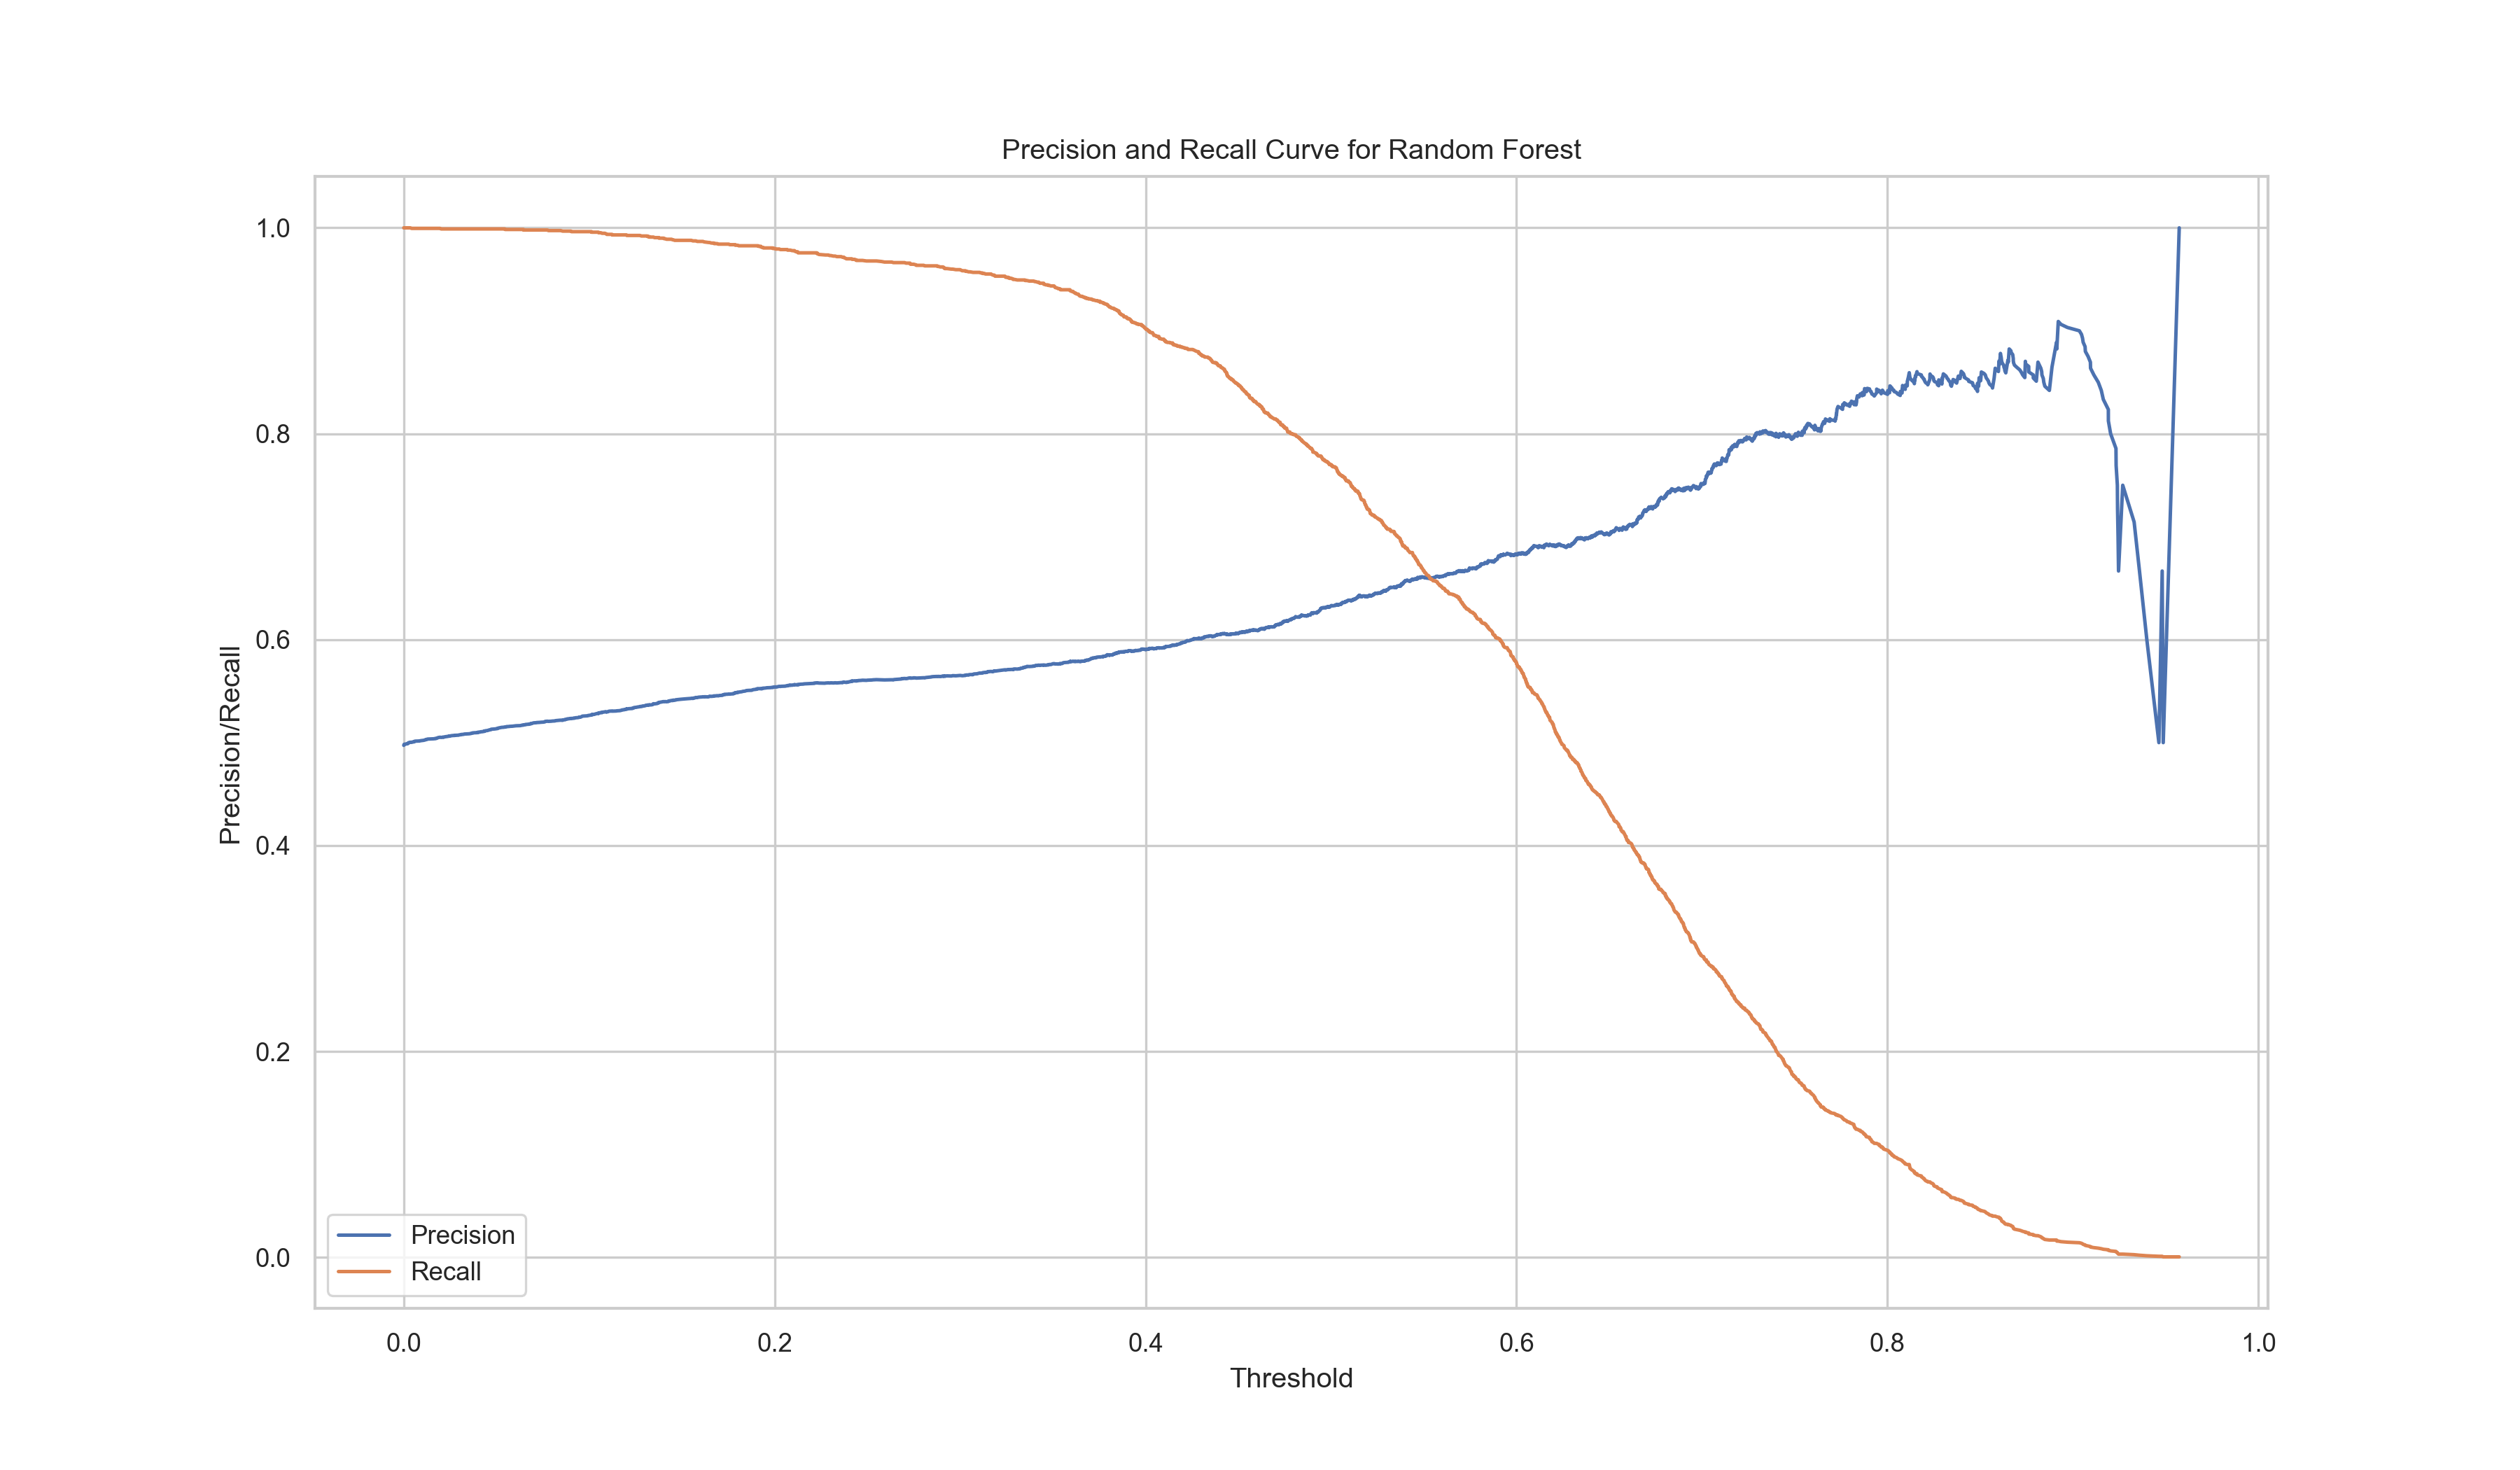 Precision and Recall Curve for Random Forest
Precision/Recall
1.0
0.8
0.6
0.4
0.2
0.0
Precision
Recall
0.0 0.2 0.4 0.6 0.8 1.0
Threshold